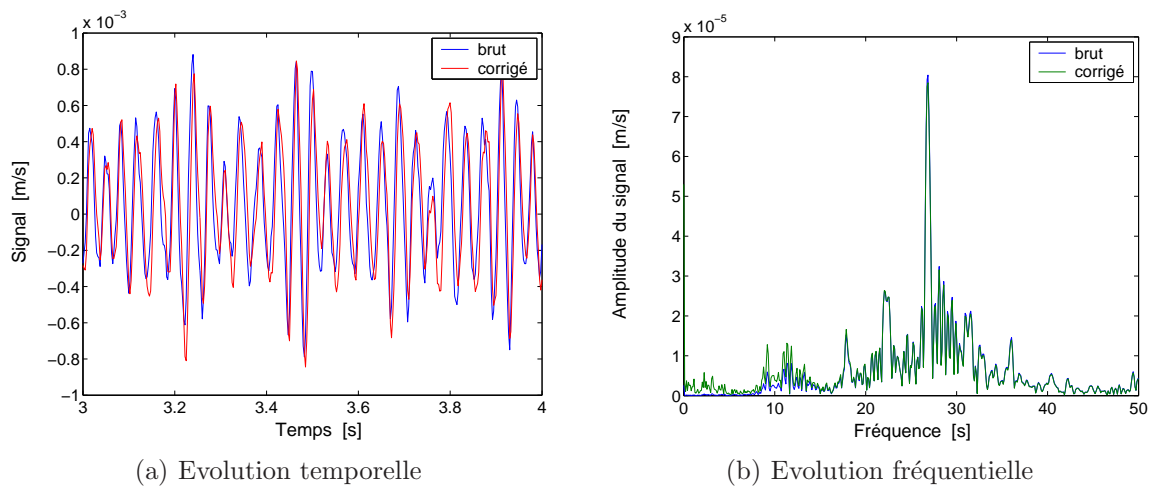 x 10⁻³
1
0.8
0.6
0.4
0.2
0
−0.2
−0.4
−0.6
−0.8
−1
3
3.2
3.4
3.6
3.8
4
Temps [s]
Signal [m/s]
brut
corrigé
(a) Evolution temporelle
x 10⁻⁵
9
8
7
6
5
4
3
2
1
0
0
10
20
30
40
50
Fréquence [s]
Amplitude du signal [m/s]
brut
corrigé
(b) Evolution fréquentielle